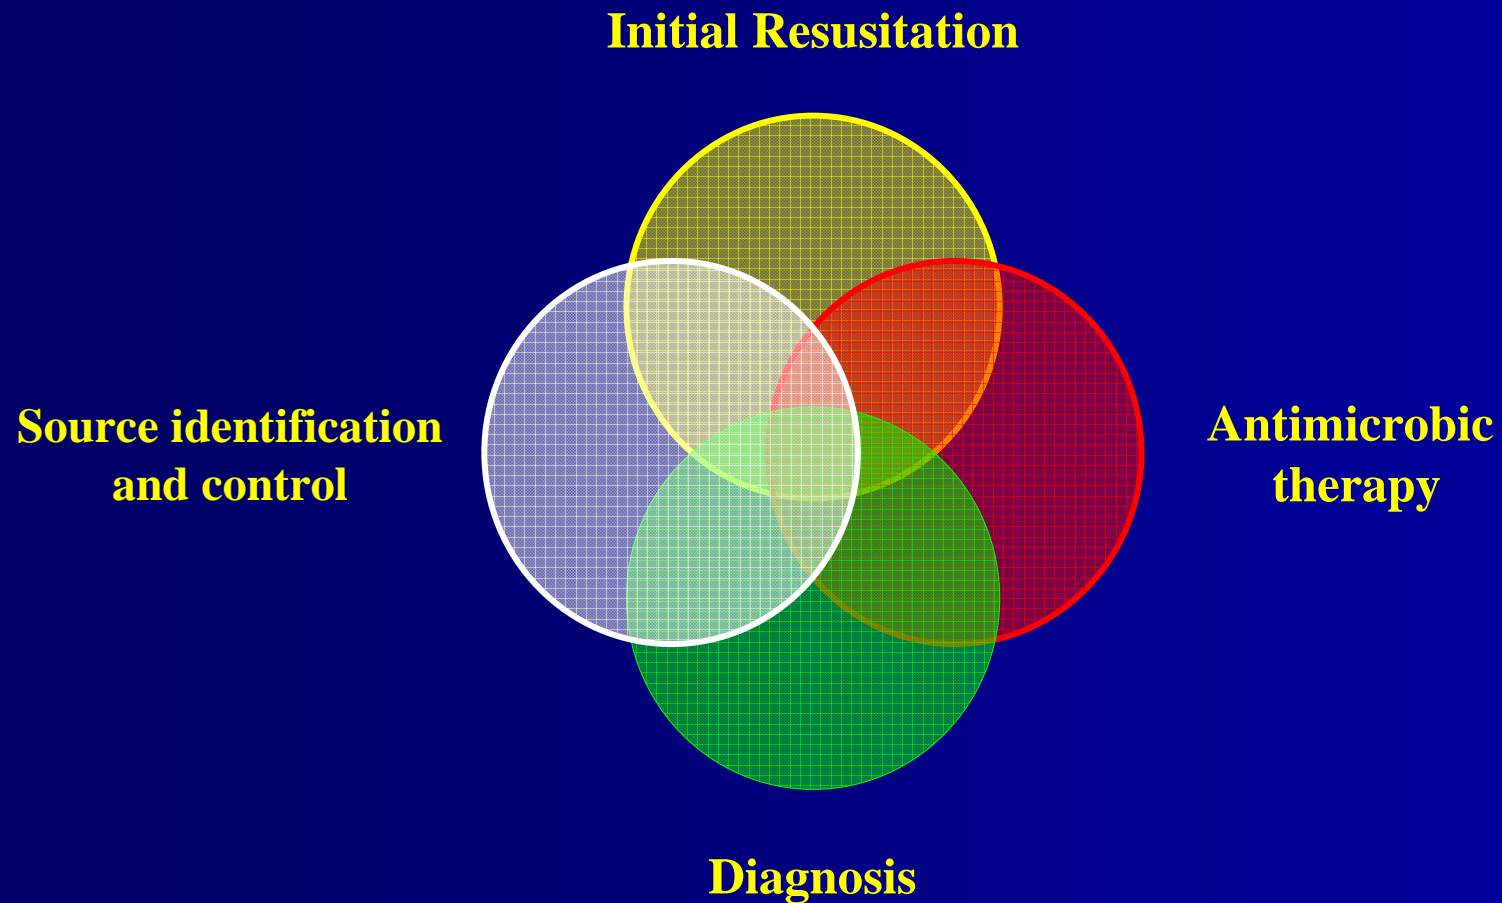 Initial Resusitation
Source identification
and control
Antimicrobic
therapy
Diagnosis